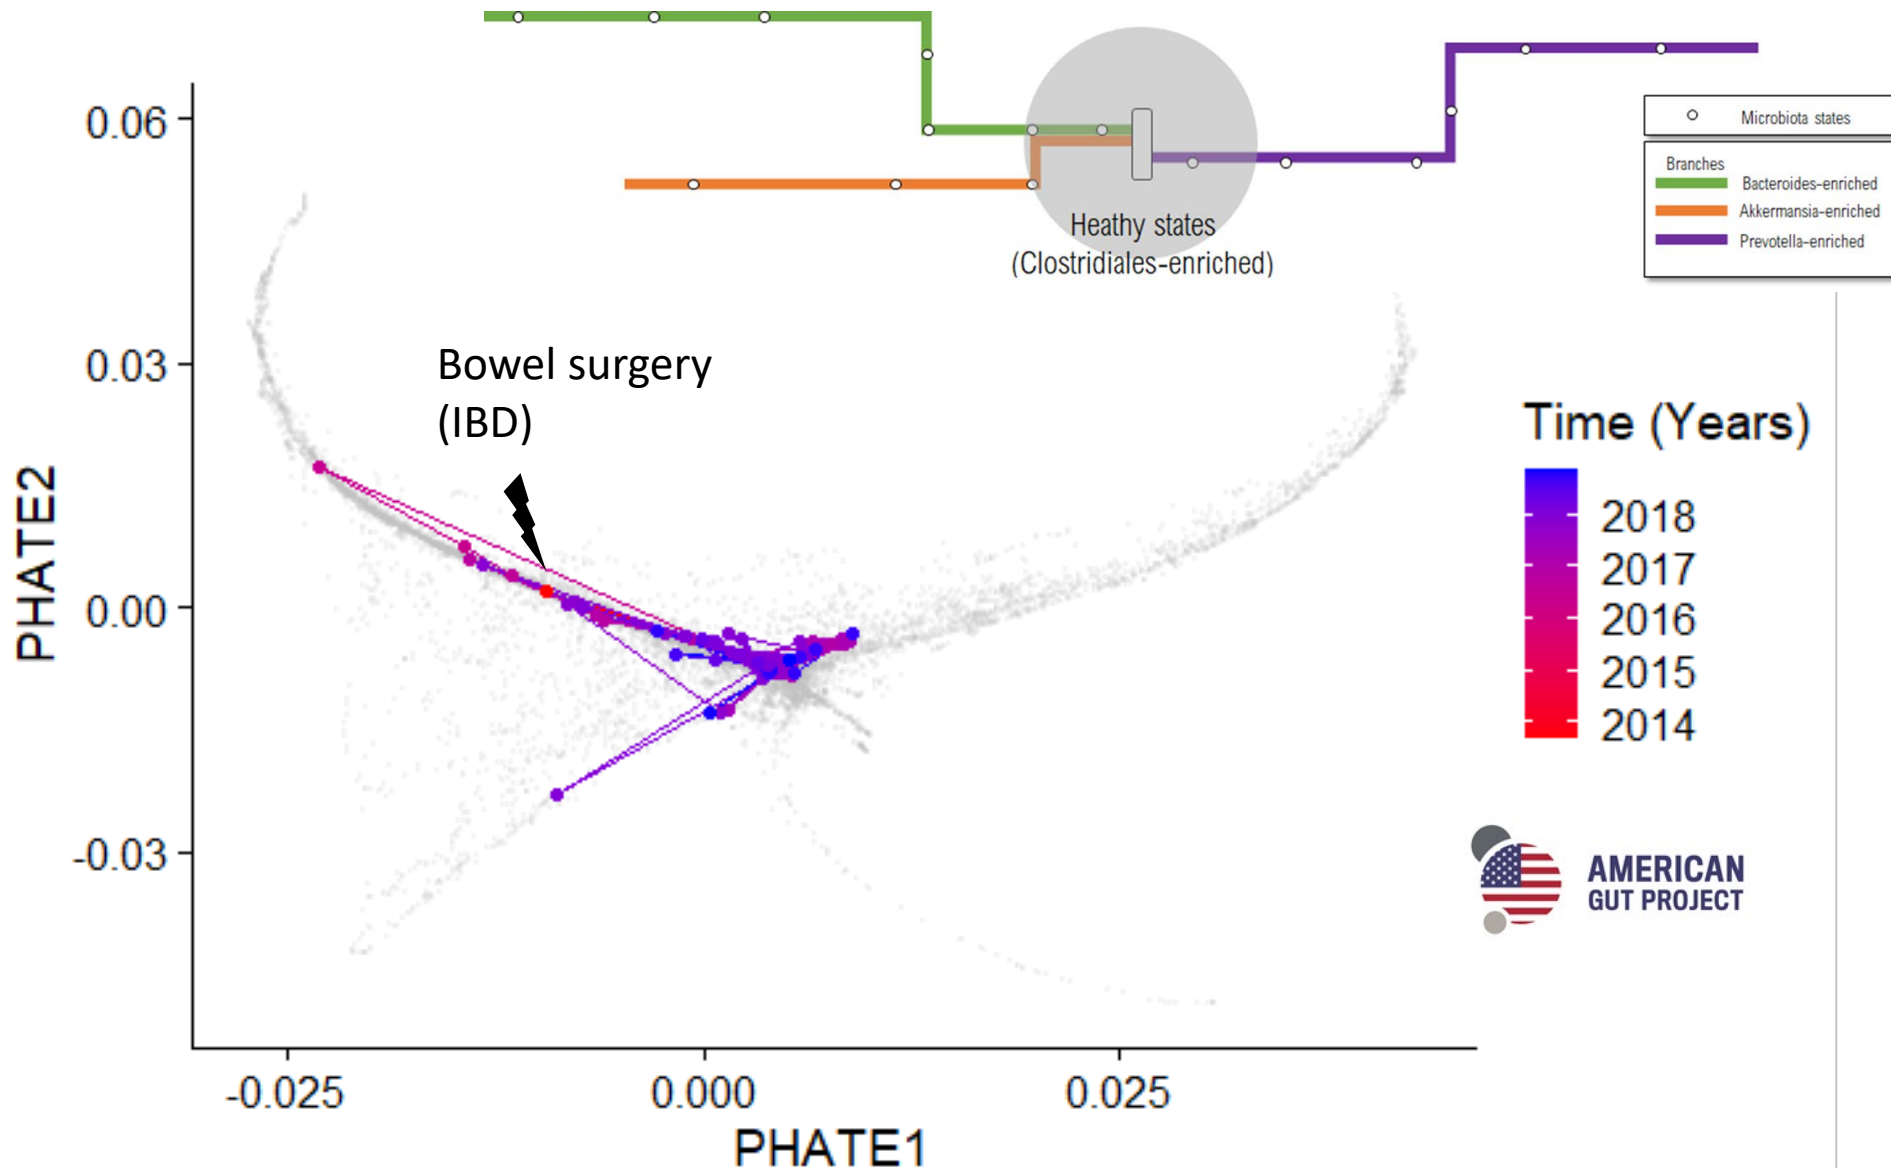 Microbiota states
Branches
Bacteroides-enriched
Akkermansia-enriched
Prevotella-enriched
Heathy states
(Clostridiales-enriched)
0.06
0.03
0.00
-0.03
PHATE2
Bowel surgery
(IBD)
Time (Years)
2018
2017
2016
2015
2014
AMERICAN
GUT PROJECT
-0.025
0.000
0.025
PHATE1